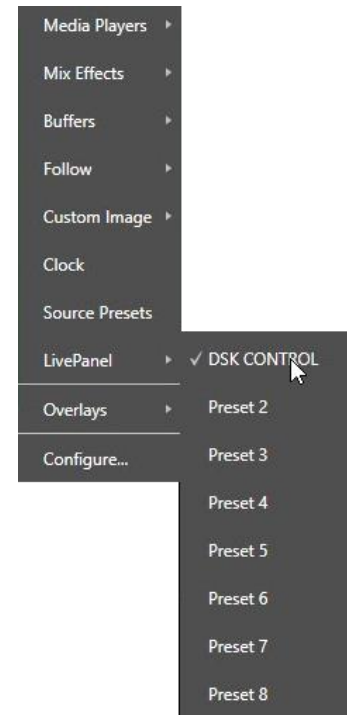 Media Players
Mix Effects
Buffers
Follow
Custom Image
Clock
Source Presets
LivePanel
Overlays
Configure...
DSK CONTROL
Preset 2
Preset 3
Preset 4
Preset 5
Preset 6
Preset 7
Preset 8